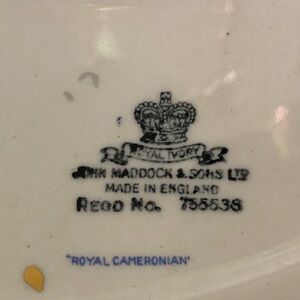 ROYAL IVORY
JOHN MADDOCK & SONS LTD
MADE IN ENGLAND
REGD No. 755538
"ROYAL CAMERONIAN"